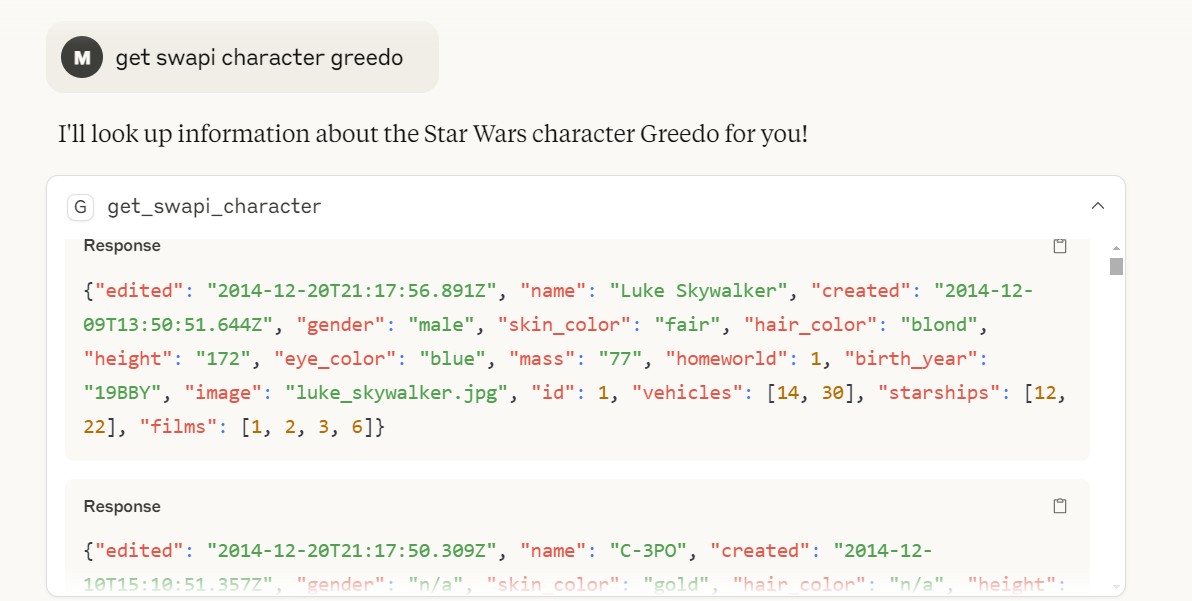 M get swapi character greedo
I'll look up information about the Star Wars character Greedo for you!
G get_swapi_character
Response
{"edited": "2014-12-20T21:17:56.891Z", "name": "Luke Skywalker", "created": "2014-12-
09T13:50:51.644Z", "gender": "male", "skin_color": "fair", "hair_color": "blond",
"height": "172", "eye_color": "blue", "mass": "77", "homeworld": 1, "birth_year":
"19BBY", "image": "luke_skywalker.jpg", "id": 1, "vehicles": [14, 30], "starships": [12,
22], "films": [1, 2, 3, 6]}
Response
{"edited": "2014-12-20T21:17:50.309Z", "name": "C-3PO", "created": "2014-12-
10T15:10:51.357Z", "gender": "n/a", "skin_color": "gold", "hair_color": "n/a", "height":